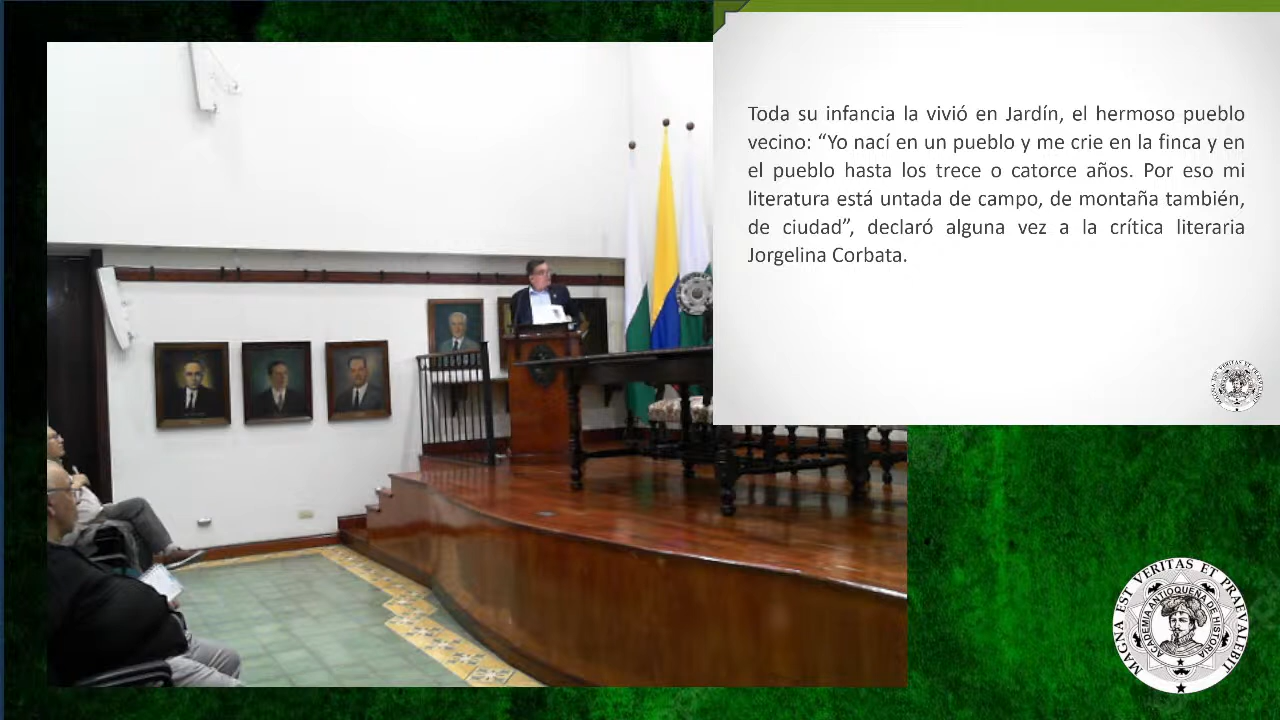 Toda su infancia la vivió en Jardín, el hermoso pueblo
vecino: “Yo nací en un pueblo y me crie en la finca y en
el pueblo hasta los trece o catorce años. Por eso mi
literatura está untada de campo, de montaña también,
de ciudad”, declaró alguna vez a la crítica literaria
Jorgelina Corbata.
MAGNA EST VERITAS ET PRAEVALEBIT
ACADEMIA ANTIOQUEÑA DE HISTORIA